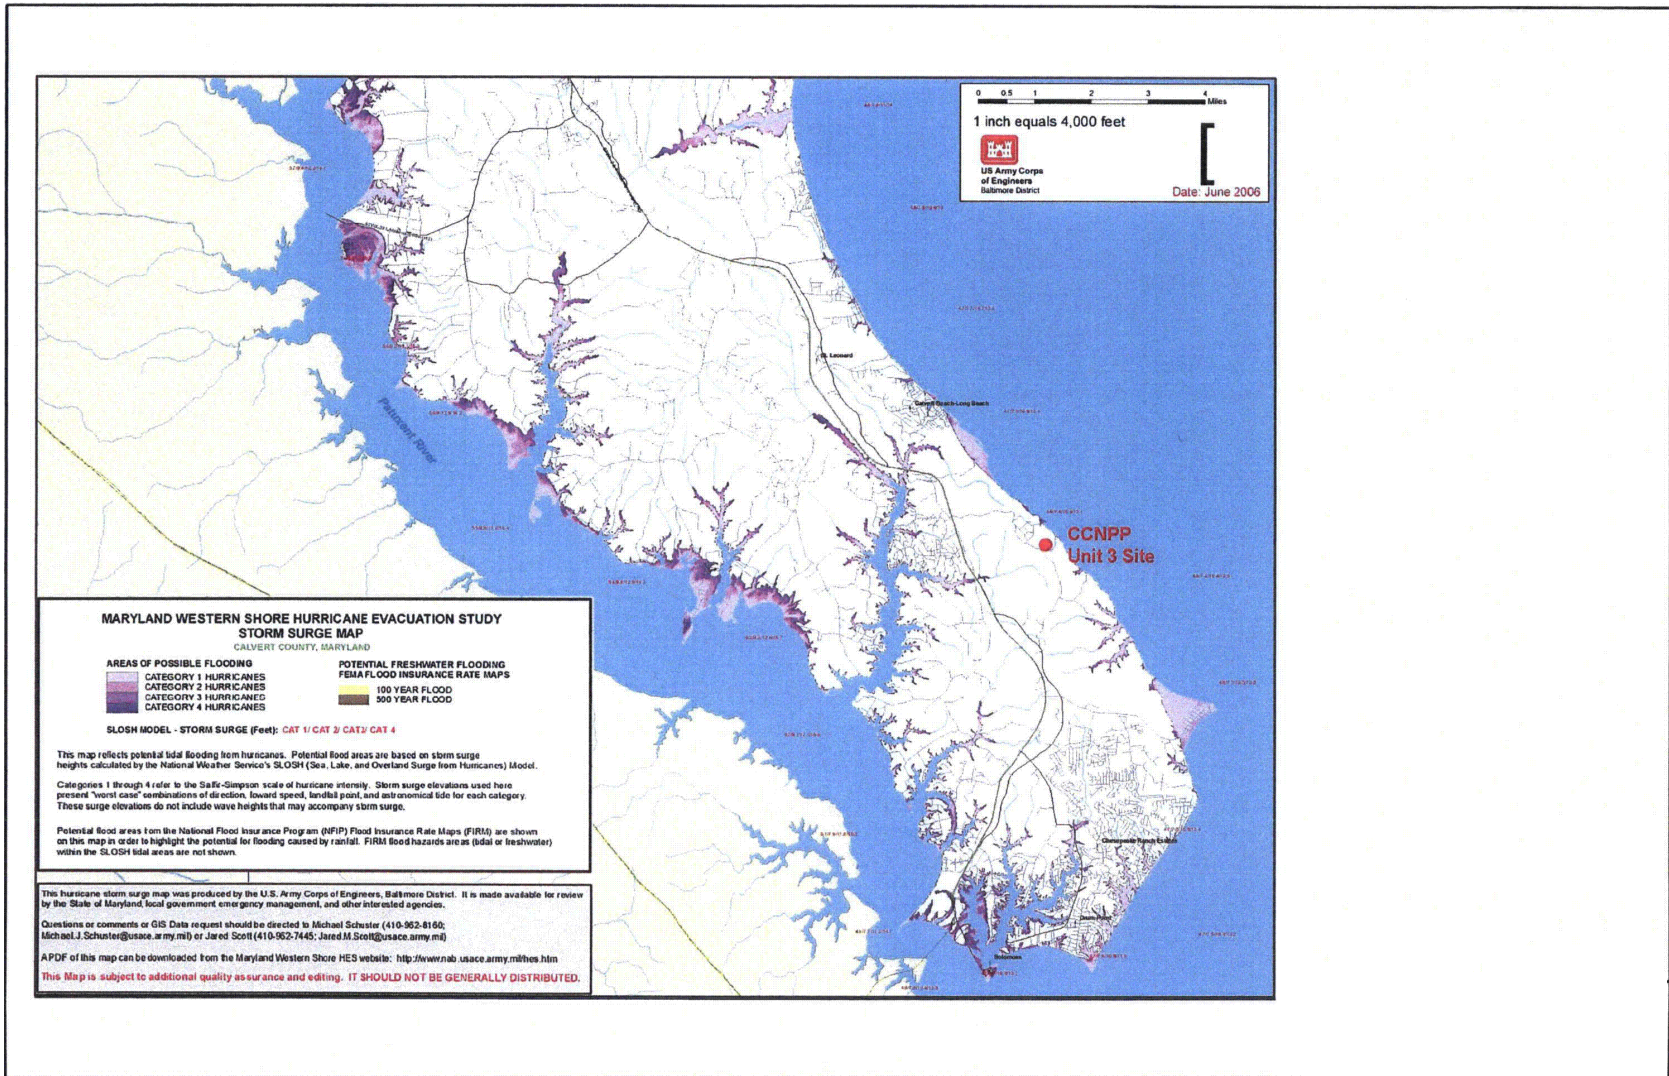 0 0.5 1 2 3 4
Miles
1 inch equals 4,000 feet
US Army Corps
of Engineers
Baltimore District
Date: June 2006
St. Leonard
Calvert Beach-Long Beach
Patuxent River
CCNPP
Unit 3 Site
Chesapeake Ranch Estates
Drum Point
Solomons
MARYLAND WESTERN SHORE HURRICANE EVACUATION STUDY
STORM SURGE MAP
CALVERT COUNTY, MARYLAND
AREAS OF POSSIBLE FLOODING
CATEGORY 1 HURRICANES
CATEGORY 2 HURRICANES
CATEGORY 3 HURRICANES
CATEGORY 4 HURRICANES
POTENTIAL FRESHWATER FLOODING
FEMA FLOOD INSURANCE RATE MAPS
100 YEAR FLOOD
500 YEAR FLOOD
SLOSH MODEL - STORM SURGE (Feet): CAT 1/ CAT 2/ CAT3/ CAT 4
This map reflects potential tidal flooding from hurricanes. Potential flood areas are based on storm surge
heights calculated by the National Weather Service's SLOSH (Sea, Lake, and Overland Surge from Hurricanes) Model.
Categories 1 through 4 refer to the Saffir-Simpson scale of hurricane intensity. Storm surge elevations used here
present "worst case" combinations of direction, forward speed, landfall point, and astronomical tide for each category.
These surge elevations do not include wave heights that may accompany storm surge.
Potential flood areas from the National Flood Insurance Program (NFIP) Flood Insurance Rate Maps (FIRM) are shown
on this map in order to highlight the potential for flooding caused by rainfall. FIRM flood hazards areas (tidal or freshwater)
within the SLOSH tidal areas are not shown.
This hurricane storm surge map was produced by the U.S. Army Corps of Engineers, Baltimore District. It is made available for review
by the State of Maryland, local government emergency management, and other interested agencies.
Questions or comments or GIS Data request should be directed to Michael Schuster (410-962-8160;
Michael.J.Schuster@usace.army.mil) or Jared Scott (410-962-7445; Jared.M.Scott@usace.army.mil)
A PDF of this map can be downloaded from the Maryland Western Shore HES website: http://www.nab.usace.army.mil/hes.htm
This Map is subject to additional quality assurance and editing. IT SHOULD NOT BE GENERALLY DISTRIBUTED.